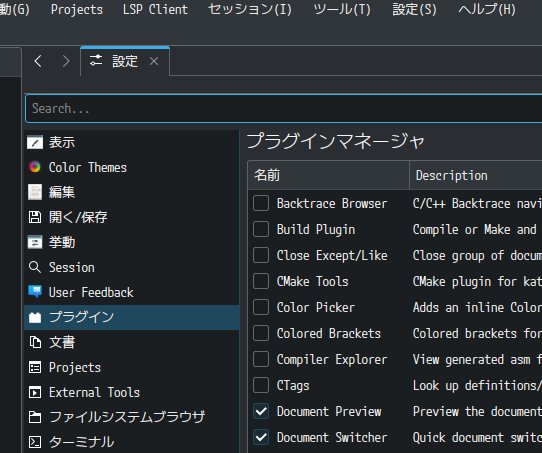 動(G) Projects LSP Client セッション(I) ツール(T) 設定(S) ヘルプ(H)
設定
Search...
表示
Color Themes
編集
開く/保存
挙動
Session
User Feedback
プラグイン
文書
Projects
External Tools
ファイルシステムブラウザ
ターミナル
プラグインマネージャ
名前 Description
Backtrace Browser C/C++ Backtrace navi
Build Plugin Compile or Make and
Close Except/Like Close group of docum
CMake Tools CMake plugin for kat
Color Picker Adds an inline Color
Colored Brackets Colored brackets for
Compiler Explorer View generated asm f
CTags Look up definitions/
Document Preview Preview the document
Document Switcher Quick document switc